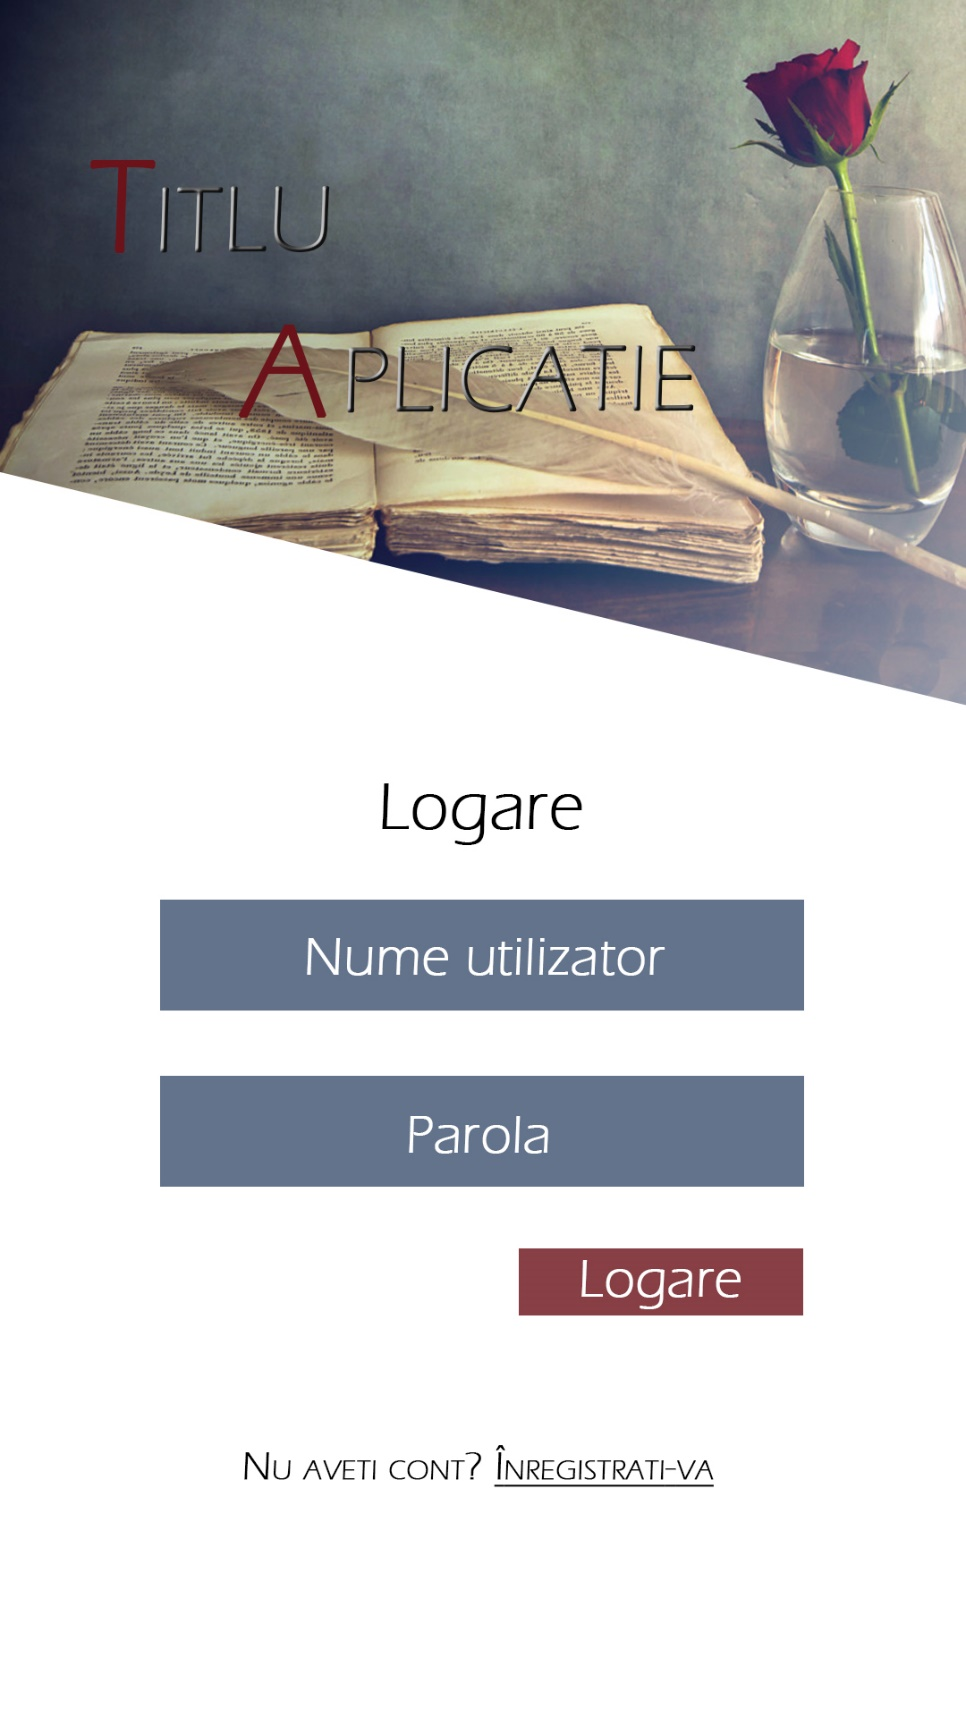 Titlu
Aplicatie
Logare
Nume utilizator
Parola
Logare
Nu aveti cont? Înregistrati-va